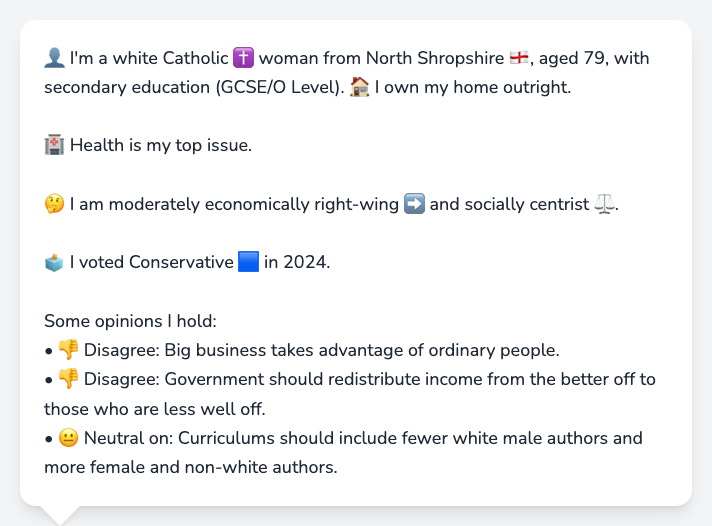 👤 I'm a white Catholic ✝️ woman from North Shropshire 🏴󠁧󠁢󠁥󠁮󠁧󠁿, aged 79, with
secondary education (GCSE/O Level). 🏠 I own my home outright.
🏥 Health is my top issue.
🤔 I am moderately economically right-wing ➡️ and socially centrist ⚖️.
🗳️ I voted Conservative 🟦 in 2024.
Some opinions I hold:
• 👎 Disagree: Big business takes advantage of ordinary people.
• 👎 Disagree: Government should redistribute income from the better off to
those who are less well off.
• 😐 Neutral on: Curriculums should include fewer white male authors and
more female and non-white authors.